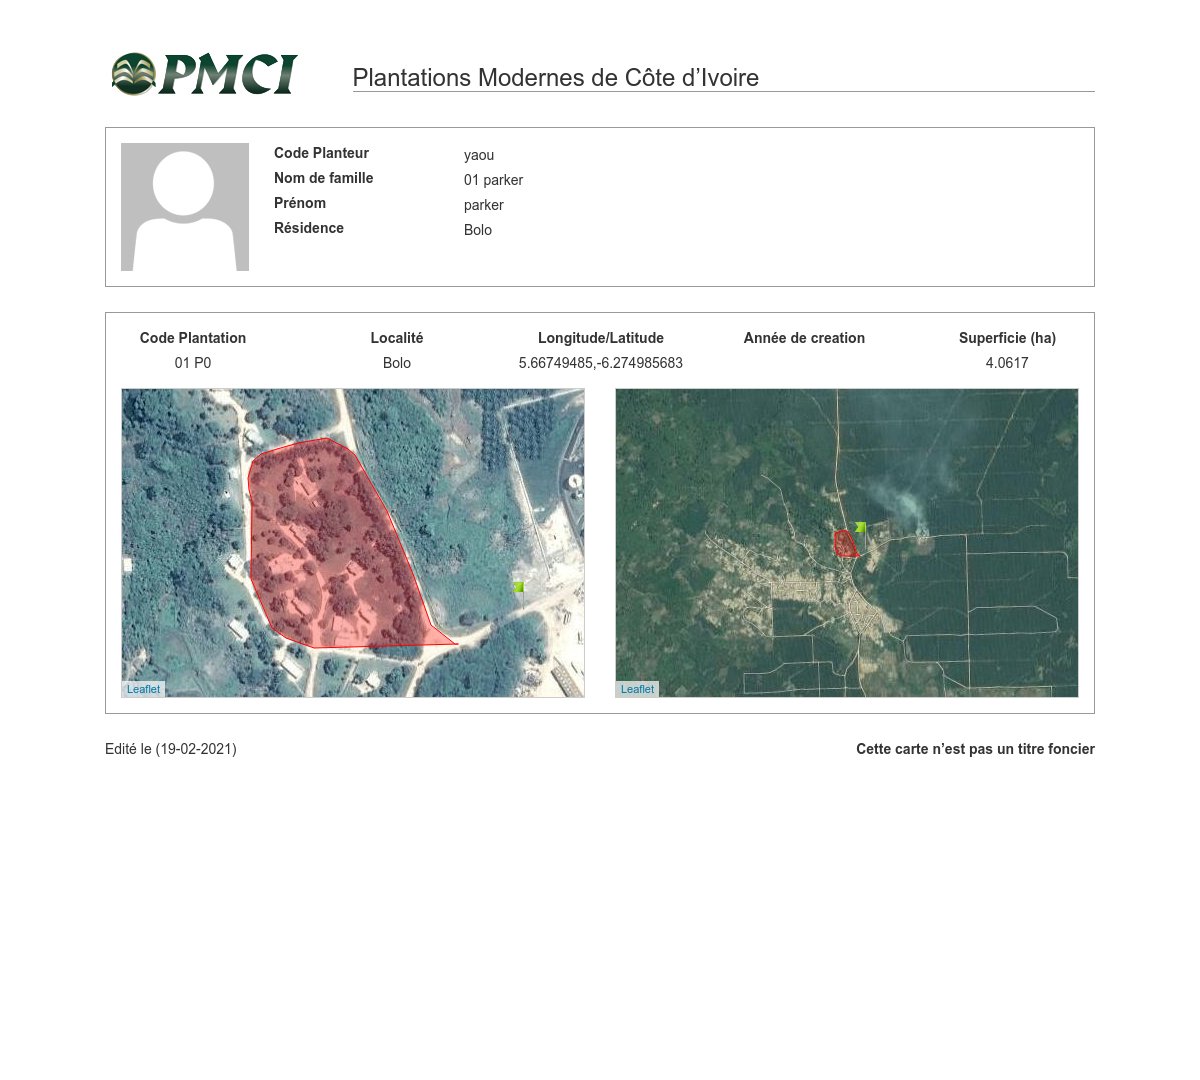 PMCI
Plantations Modernes de Côte d’Ivoire
Code Planteur yaou
Nom de famille 01 parker
Prénom parker
Résidence Bolo
Code Plantation Localité Longitude/Latitude Année de creation Superficie (ha)
01 P0 Bolo 5.66749485,-6.274985683 4.0617
Leaflet Leaflet
Edité le (19-02-2021) Cette carte n’est pas un titre foncier